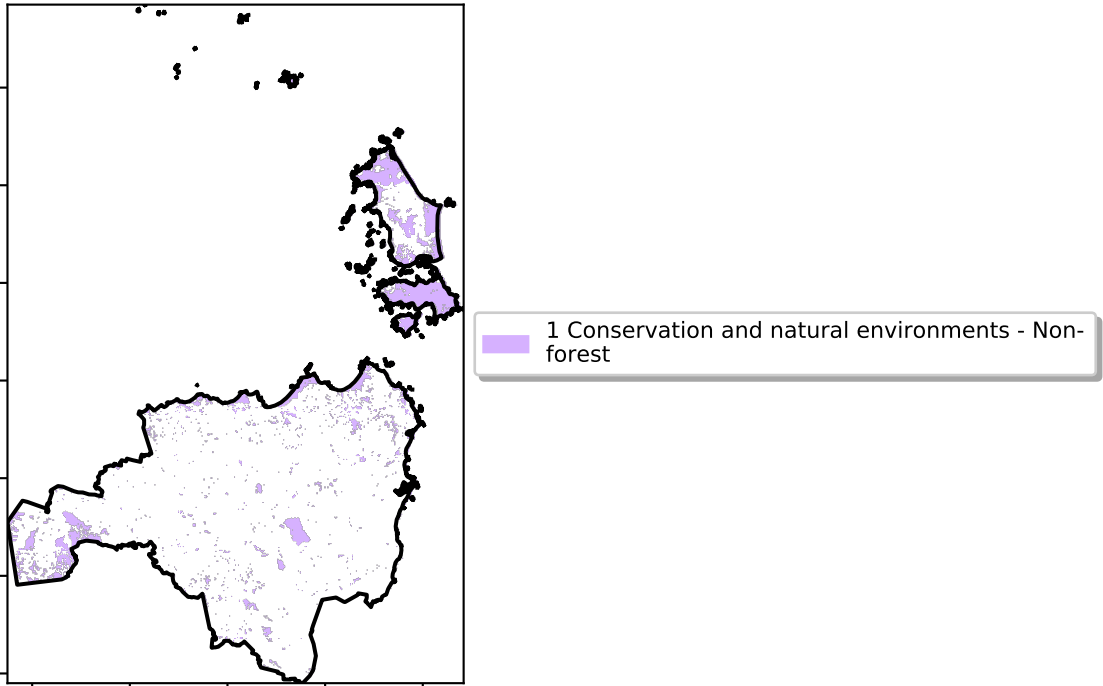 1 Conservation and natural environments - Non-
forest